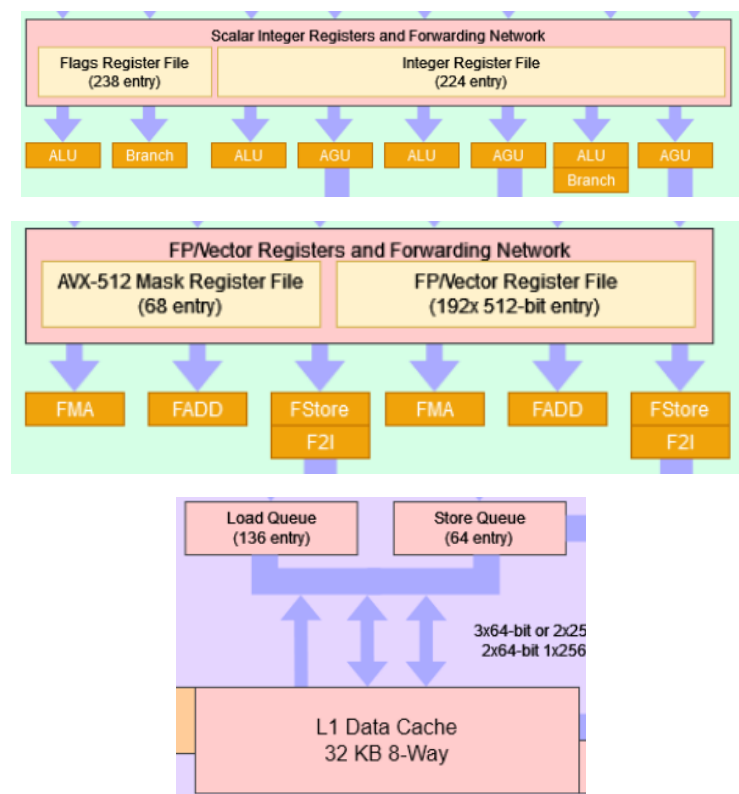 Scalar Integer Registers and Forwarding Network
Flags Register File
(238 entry)
Integer Register File
(224 entry)
ALU
Branch
ALU
AGU
ALU
AGU
ALU
Branch
AGU
FP/Vector Registers and Forwarding Network
AVX-512 Mask Register File
(68 entry)
FP/Vector Register File
(192x 512-bit entry)
FMA
FADD
FStore
F2I
FMA
FADD
FStore
F2I
Load Queue
(136 entry)
Store Queue
(64 entry)
3x64-bit or 2x25
2x64-bit 1x256
L1 Data Cache
32 KB 8-Way